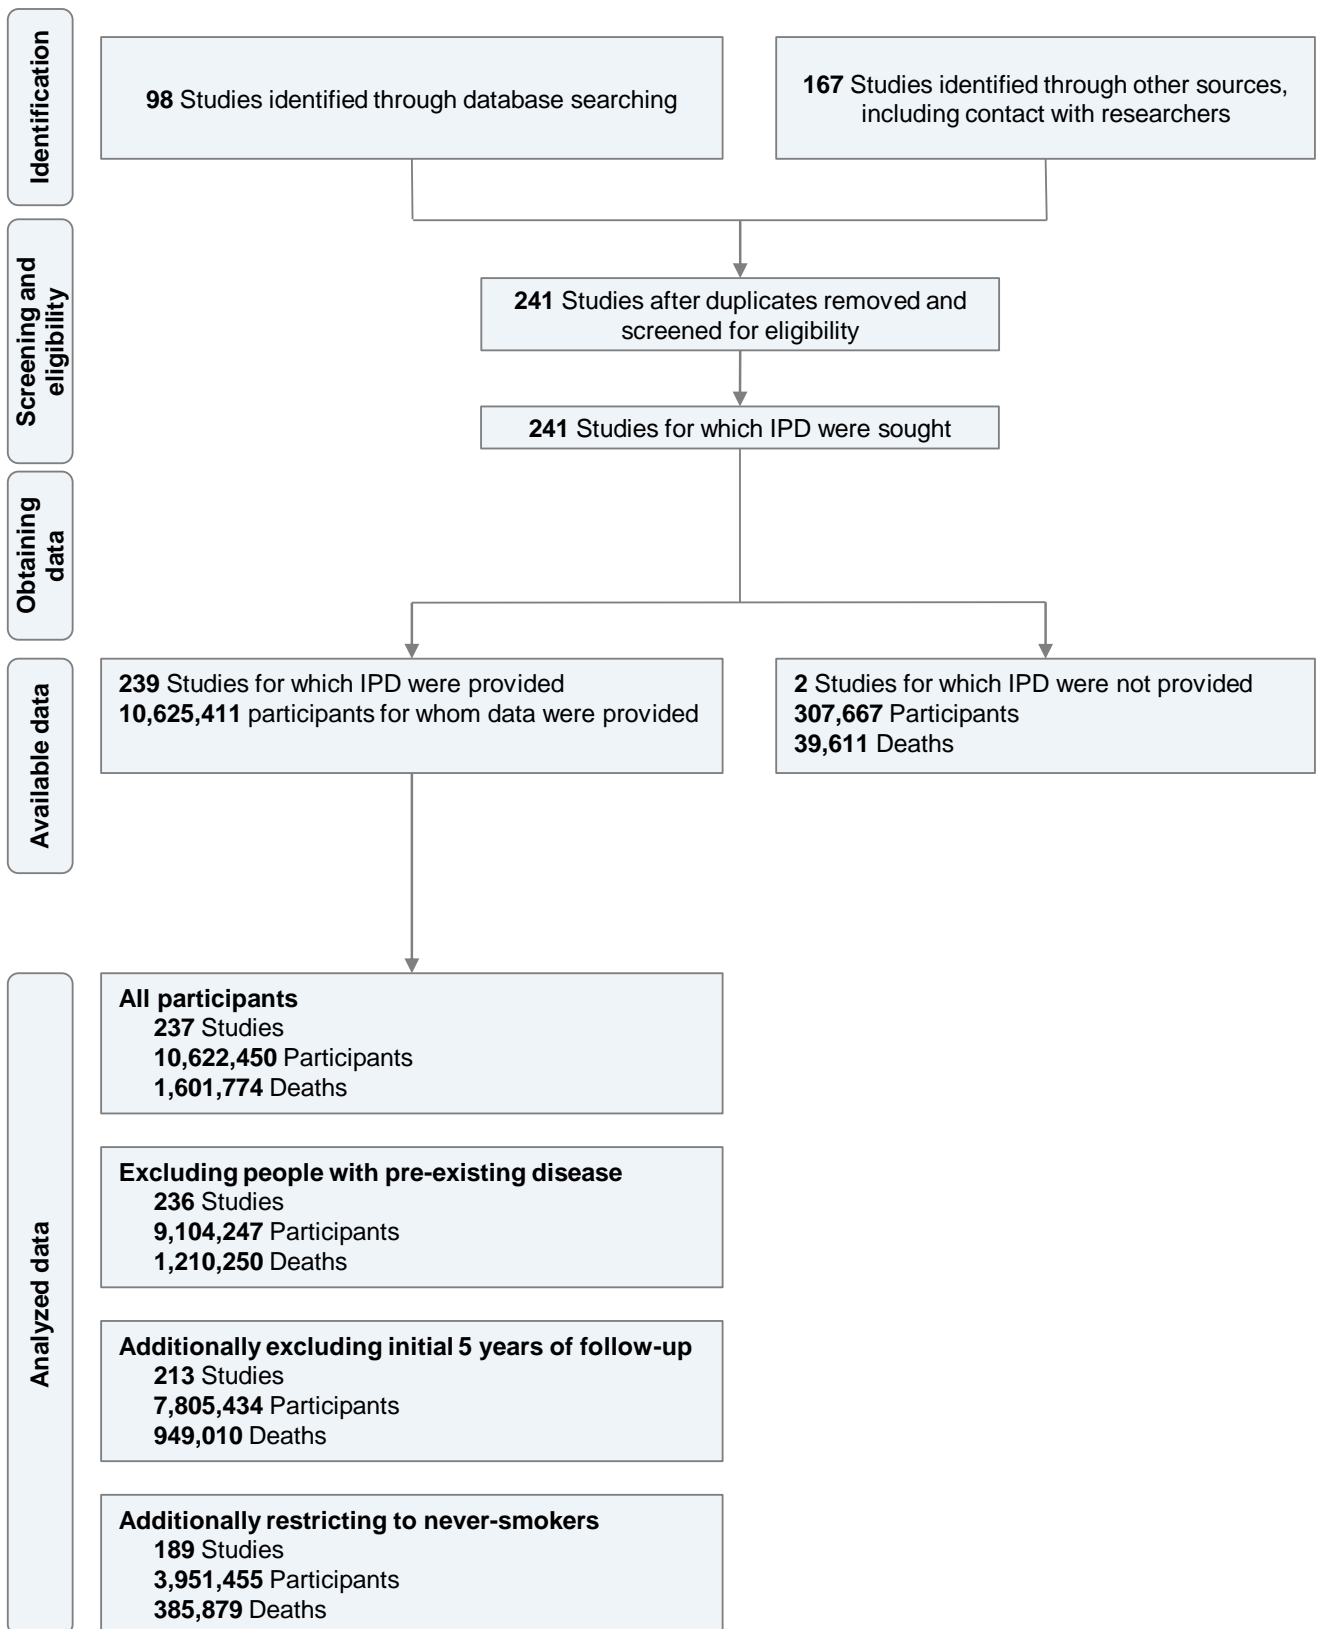 Identification
98 Studies identified through database searching
167 Studies identified through other sources,
including contact with researchers
Screening and
eligibility
241 Studies after duplicates removed and
screened for eligibility
241 Studies for which IPD were sought
Obtaining
data
Available data
239 Studies for which IPD were provided
10,625,411 participants for whom data were provided
2 Studies for which IPD were not provided
307,667 Participants
39,611 Deaths
Analyzed data
All participants
237 Studies
10,622,450 Participants
1,601,774 Deaths
Excluding people with pre-existing disease
236 Studies
9,104,247 Participants
1,210,250 Deaths
Additionally excluding initial 5 years of follow-up
213 Studies
7,805,434 Participants
949,010 Deaths
Additionally restricting to never-smokers
189 Studies
3,951,455 Participants
385,879 Deaths